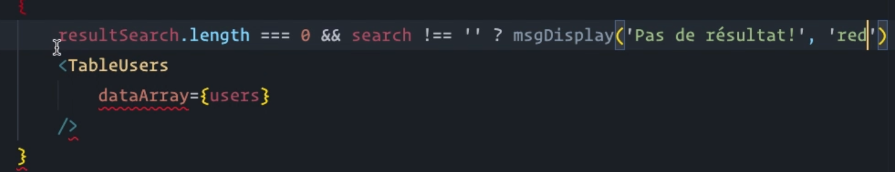 {
resultSearch.length === 0 && search !== '' ? msgDisplay('Pas de résultat!', 'red')
<TableUsers
dataArray={users}
/>
}